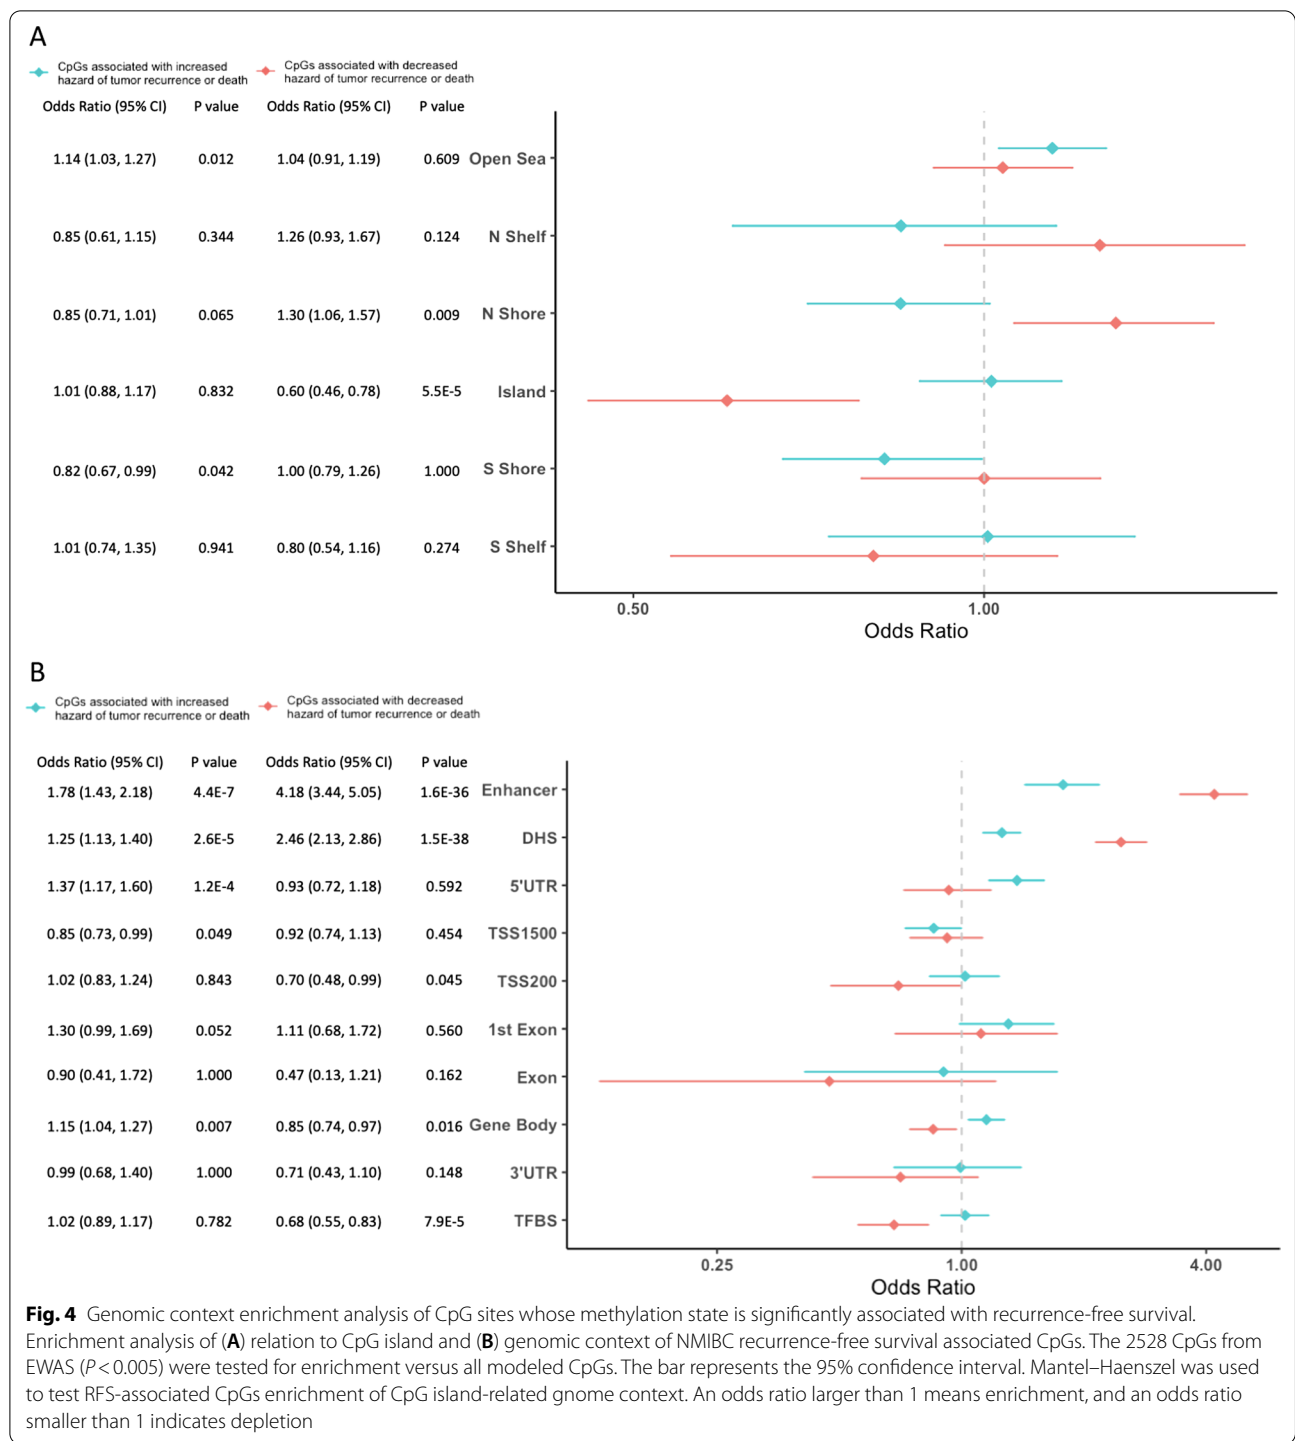 A
CpGs associated with increased
hazard of tumor recurrence or death
CpGs associated with decreased
hazard of tumor recurrence or death
Odds Ratio (95% CI) P value Odds Ratio (95% CI) P value
1.14 (1.03, 1.27) 0.012 1.04 (0.91, 1.19) 0.609 Open Sea
0.85 (0.61, 1.15) 0.344 1.26 (0.93, 1.67) 0.124 N Shelf
0.85 (0.71, 1.01) 0.065 1.30 (1.06, 1.57) 0.009 N Shore
1.01 (0.88, 1.17) 0.832 0.60 (0.46, 0.78) 5.5E-5 Island
0.82 (0.67, 0.99) 0.042 1.00 (0.79, 1.26) 1.000 S Shore
1.01 (0.74, 1.35) 0.941 0.80 (0.54, 1.16) 0.274 S Shelf
0.50 1.00
Odds Ratio
B
CpGs associated with increased
hazard of tumor recurrence or death
CpGs associated with decreased
hazard of tumor recurrence or death
Odds Ratio (95% CI) P value Odds Ratio (95% CI) P value
1.78 (1.43, 2.18) 4.4E-7 4.18 (3.44, 5.05) 1.6E-36 Enhancer
1.25 (1.13, 1.40) 2.6E-5 2.46 (2.13, 2.86) 1.5E-38 DHS
1.37 (1.17, 1.60) 1.2E-4 0.93 (0.72, 1.18) 0.592 5'UTR
0.85 (0.73, 0.99) 0.049 0.92 (0.74, 1.13) 0.454 TSS1500
1.02 (0.83, 1.24) 0.843 0.70 (0.48, 0.99) 0.045 TSS200
1.30 (0.99, 1.69) 0.052 1.11 (0.68, 1.72) 0.560 1st Exon
0.90 (0.41, 1.72) 1.000 0.47 (0.13, 1.21) 0.162 Exon
1.15 (1.04, 1.27) 0.007 0.85 (0.74, 0.97) 0.016 Gene Body
0.99 (0.68, 1.40) 1.000 0.71 (0.43, 1.10) 0.148 3'UTR
1.02 (0.89, 1.17) 0.782 0.68 (0.55, 0.83) 7.9E-5 TFBS
0.25 1.00 4.00
Odds Ratio
Fig. 4 Genomic context enrichment analysis of CpG sites whose methylation state is significantly associated with recurrence-free survival.
Enrichment analysis of (A) relation to CpG island and (B) genomic context of NMIBC recurrence-free survival associated CpGs. The 2528 CpGs from
EWAS (P < 0.005) were tested for enrichment versus all modeled CpGs. The bar represents the 95% confidence interval. Mantel–Haenszel was used
to test RFS-associated CpGs enrichment of CpG island-related gnome context. An odds ratio larger than 1 means enrichment, and an odds ratio
smaller than 1 indicates depletion